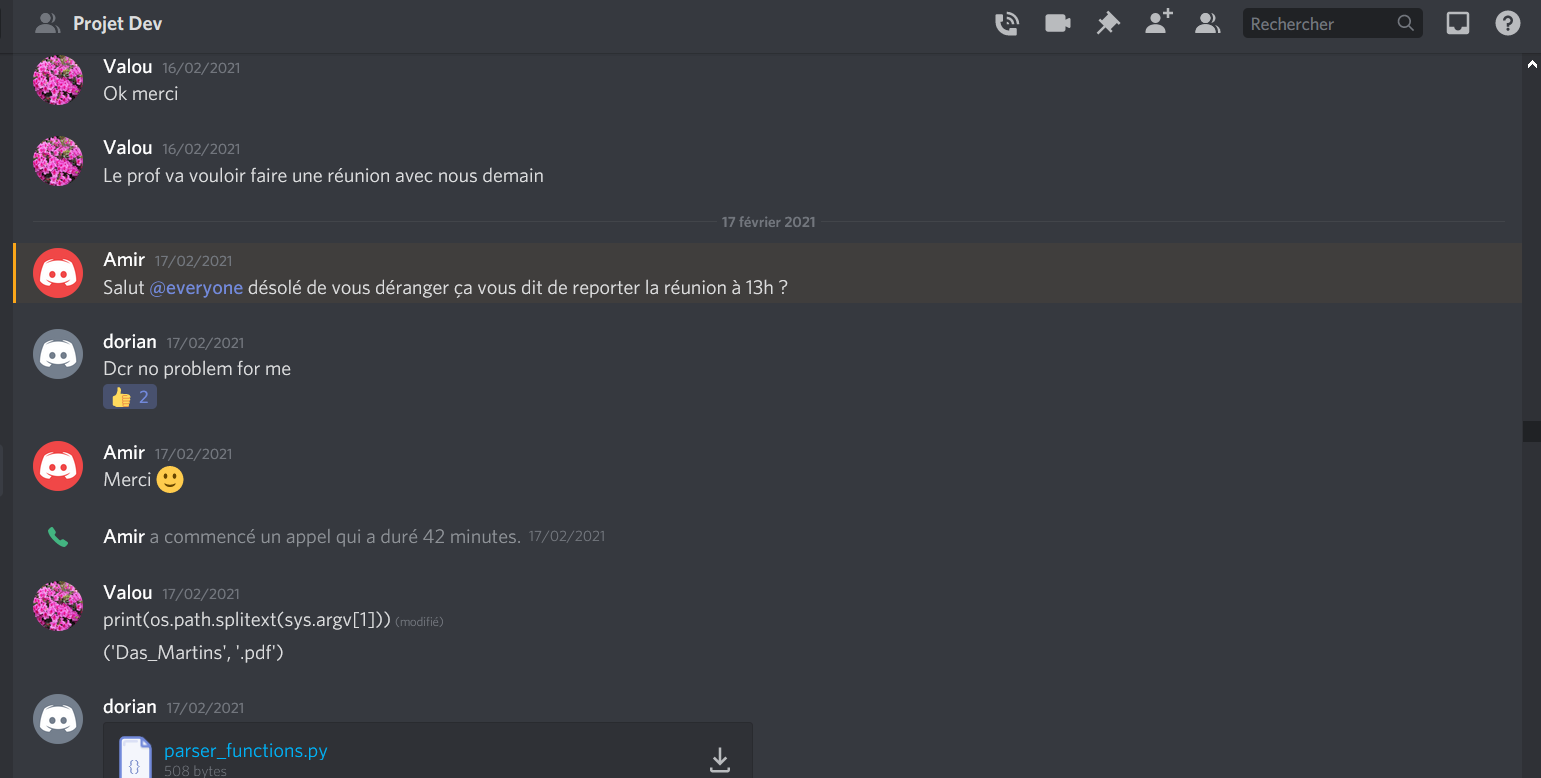 Projet Dev
Rechercher
Valou 16/02/2021
Ok merci
Valou 16/02/2021
Le prof va vouloir faire une réunion avec nous demain
17 février 2021
Amir 17/02/2021
Salut @everyone désolé de vous déranger ça vous dit de reporter la réunion à 13h ?
dorian 17/02/2021
Dcr no problem for me
👍 2
Amir 17/02/2021
Merci 🙂
Amir a commencé un appel qui a duré 42 minutes. 17/02/2021
Valou 17/02/2021
print(os.path.splitext(sys.argv[1])) (modifié)
('Das_Martins', '.pdf')
dorian 17/02/2021
parser_functions.py
508 bytes